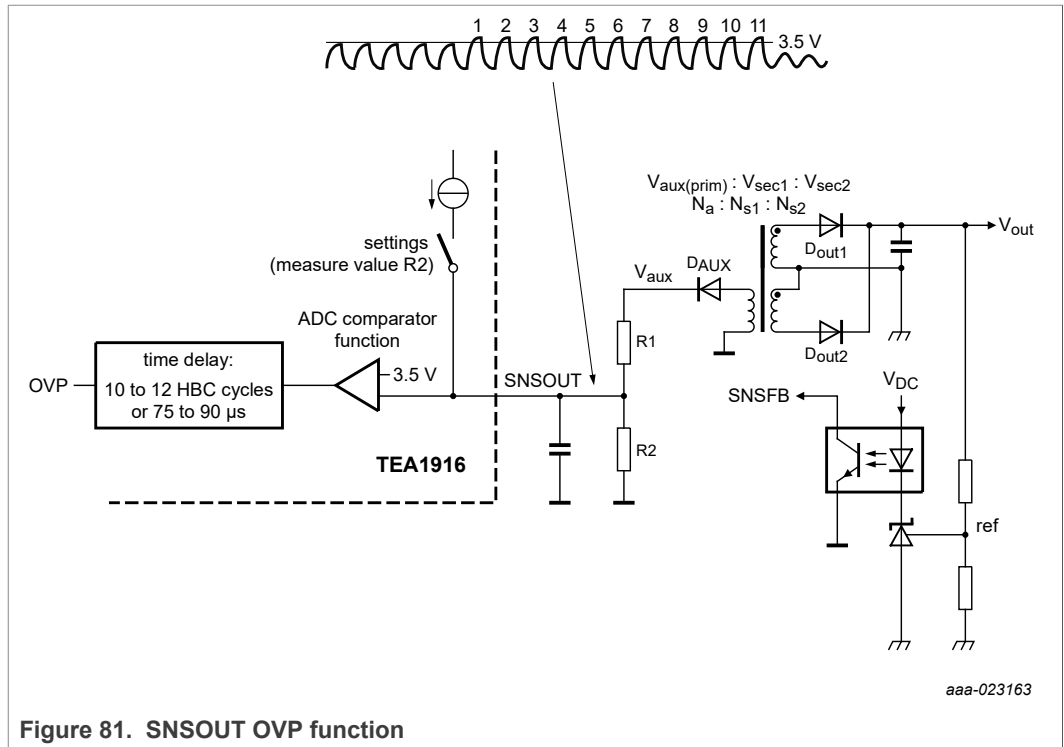 1 2 3 4 5 6 7 8 9 10 11
3.5 V
Vaux(prim) : Vsec1 : Vsec2
Na : Ns1 : Ns2
settings
(measure value R2)
Vaux
DAUX
Dout1
Vout
ADC comparator
function
R1
time delay:
10 to 12 HBC cycles
or 75 to 90 µs
OVP
3.5 V
SNSOUT
Dout2
VDC
SNSFB
R2
TEA1916
ref
aaa-023163
Figure 81. SNSOUT OVP function